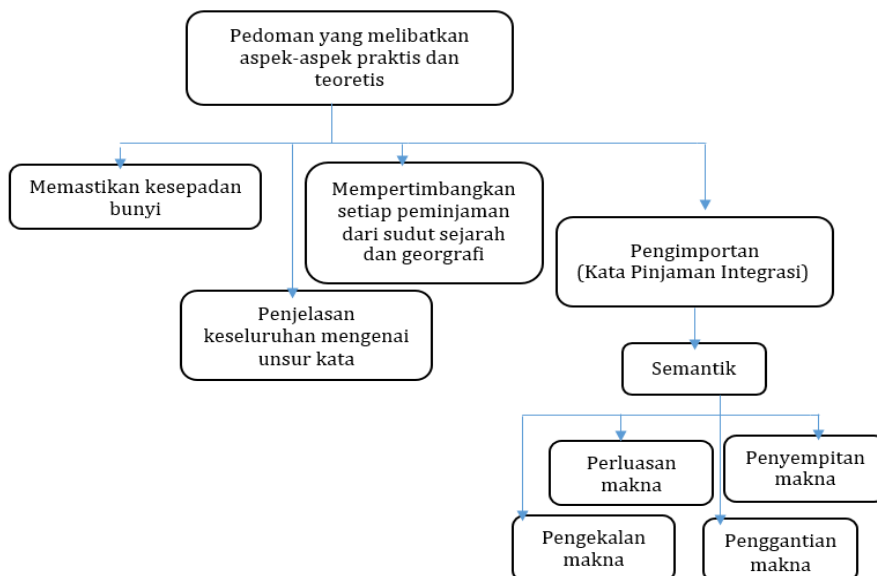 Pedoman yang melibatkan
aspek-aspek praktis dan
teoretis
Memastikan kesepadan
bunyi
Mempertimbangkan
setiap peminjaman
dari sudut sejarah
dan georgrafi
Pengimportan
(Kata Pinjaman Integrasi)
Penjelasan
keseluruhan mengenai
unsur kata
Semantik
Perluasan
makna
Penyempitan
makna
Pengekalan
makna
Penggantian
makna